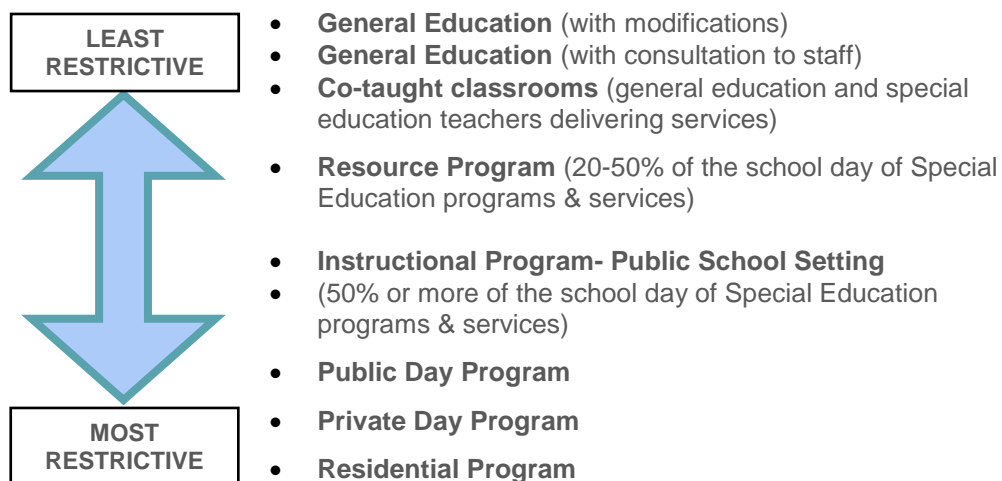 LEAST
RESTRICTIVE
• General Education (with modifications)
• General Education (with consultation to staff)
• Co-taught classrooms (general education and special
education teachers delivering services)
• Resource Program (20-50% of the school day of Special
Education programs & services)
• Instructional Program- Public School Setting
• (50% or more of the school day of Special Education
programs & services)
• Public Day Program
• Private Day Program
• Residential Program
MOST
RESTRICTIVE